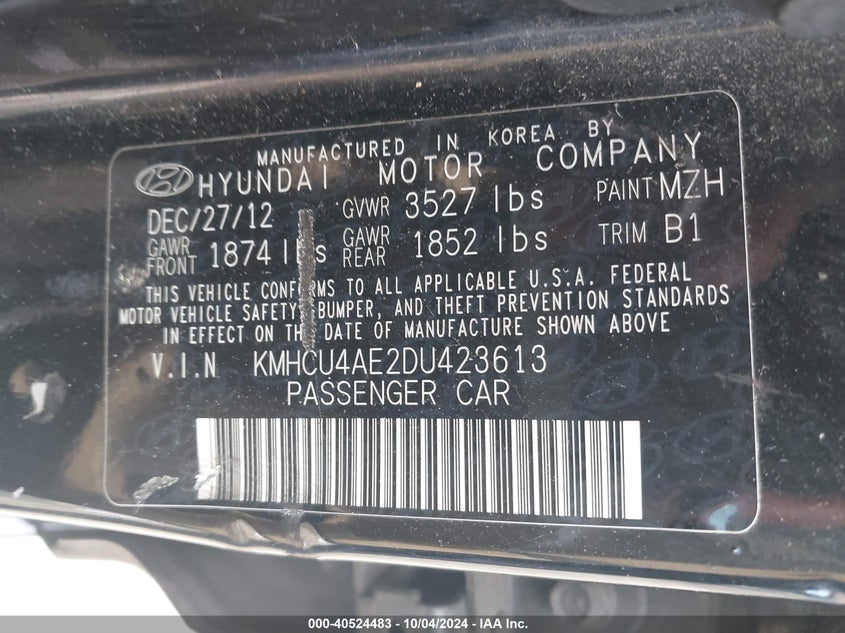 MANUFACTURED IN KOREA BY
HYUNDAI MOTOR COMPANY
DEC/27/12 GVWR 3527 lbs PAINT MZH
GAWR FRONT 1874 lbs GAWR REAR 1852 lbs TRIM B1
THIS VEHICLE CONFORMS TO ALL APPLICABLE U.S.A. FEDERAL
MOTOR VEHICLE SAFETY, BUMPER, AND THEFT PREVENTION STANDARDS
IN EFFECT ON THE DATE OF MANUFACTURE SHOWN ABOVE
V.I.N KMHCU4AE2DU423613
PASSENGER CAR
000-40524483 - 10/04/2024 - IAA Inc.